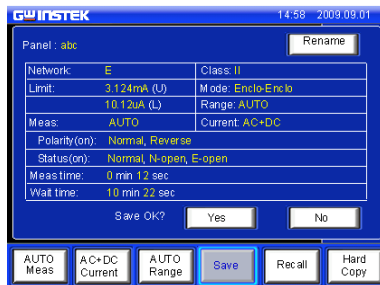 GWINSTEK 14:58 2009.09.01
Panel : abc Rename
Network: E Class: II
Limit: 3.124mA (U) Mode: Enclo-Enclo
10.12uA (L) Range: AUTO
Meas: AUTO Current: AC+DC
Polarity(on): Normal, Reverse
Status(on): Normal, N-open, E-open
Meas time: 0 min 12 sec
Wait time: 10 min 22 sec
Save OK? Yes No
AUTO Meas AC+DC Current AUTO Range Save Recall Hard Copy